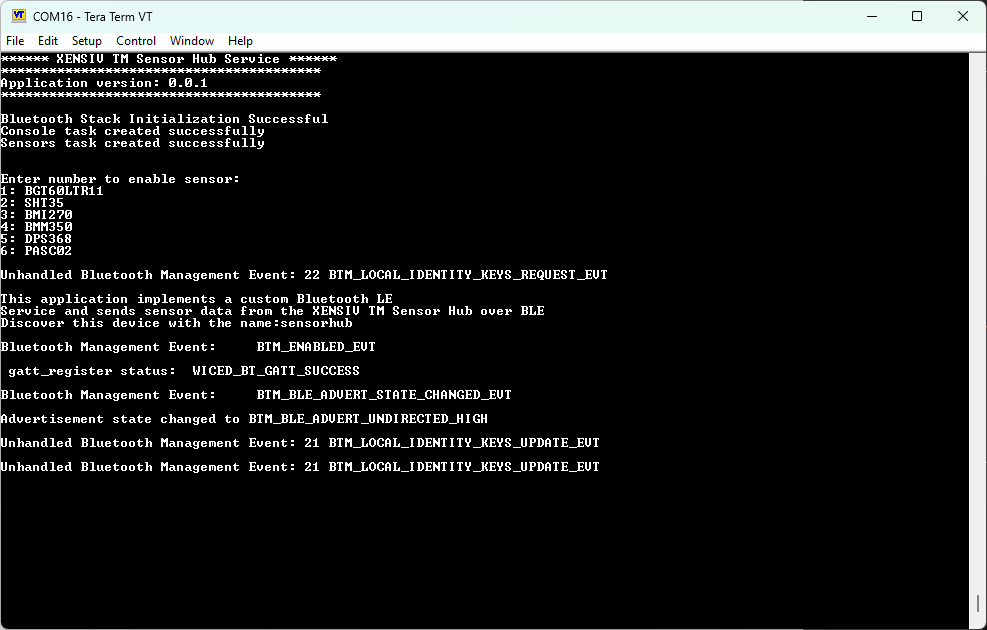 COM16 - Tera Term VT
File Edit Setup Control Window Help
****** XENSIV TM Sensor Hub Service ******
****************************************
Application version: 0.0.1
****************************************
Bluetooth Stack Initialization Successful
Console task created successfully
Sensors task created successfully
Enter number to enable sensor:
1: BGT60LTR11
2: SHT35
3: BMI270
4: BMM350
5: DPS368
6: PASC02
Unhandled Bluetooth Management Event: 22 BTM_LOCAL_IDENTITY_KEYS_REQUEST_EVT
This application implements a custom Bluetooth LE
Service and sends sensor data from the XENSIV TM Sensor Hub over BLE
Discover this device with the name:sensorhub
Bluetooth Management Event:     BTM_ENABLED_EVT
 gatt_register status:  WICED_BT_GATT_SUCCESS
Bluetooth Management Event:     BTM_BLE_ADVERT_STATE_CHANGED_EVT
Advertisement state changed to BTM_BLE_ADVERT_UNDIRECTED_HIGH
Unhandled Bluetooth Management Event: 21 BTM_LOCAL_IDENTITY_KEYS_UPDATE_EVT
Unhandled Bluetooth Management Event: 21 BTM_LOCAL_IDENTITY_KEYS_UPDATE_EVT